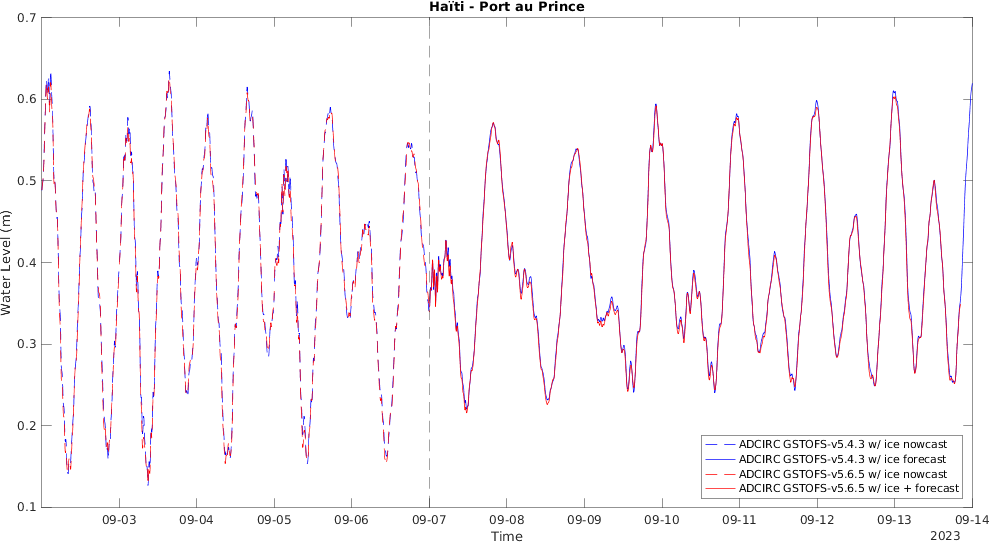 Haïti - Port au Prince
Water Level (m)
0.7
0.6
0.5
0.4
0.3
0.2
0.1
ADCIRC GSTOFS-v5.4.3 w/ ice nowcast
ADCIRC GSTOFS-v5.4.3 w/ ice forecast
ADCIRC GSTOFS-v5.6.5 w/ ice nowcast
ADCIRC GSTOFS-v5.6.5 w/ ice + forecast
09-03 09-04 09-05 09-06 09-07 09-08 09-09 09-10 09-11 09-12 09-13 09-14
Time
2023